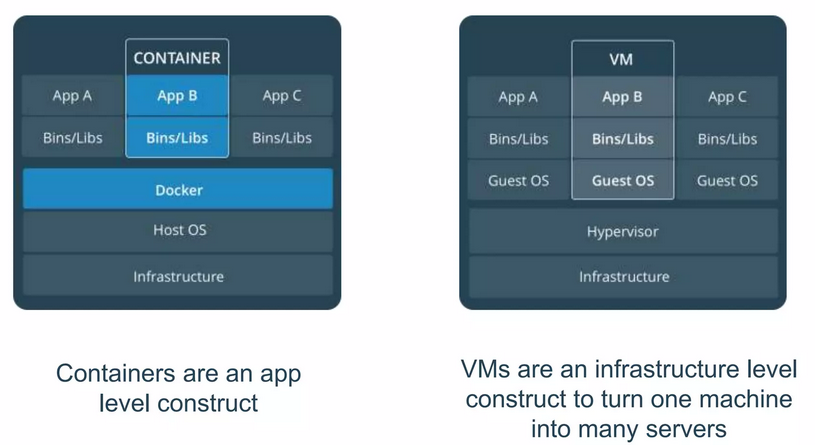 CONTAINER
App A App B App C
Bins/Libs Bins/Libs Bins/Libs
Docker
Host OS
Infrastructure
Containers are an app
level construct
VM
App A App B App C
Bins/Libs Bins/Libs Bins/Libs
Guest OS Guest OS Guest OS
Hypervisor
Infrastructure
VMs are an infrastructure level
construct to turn one machine
into many servers